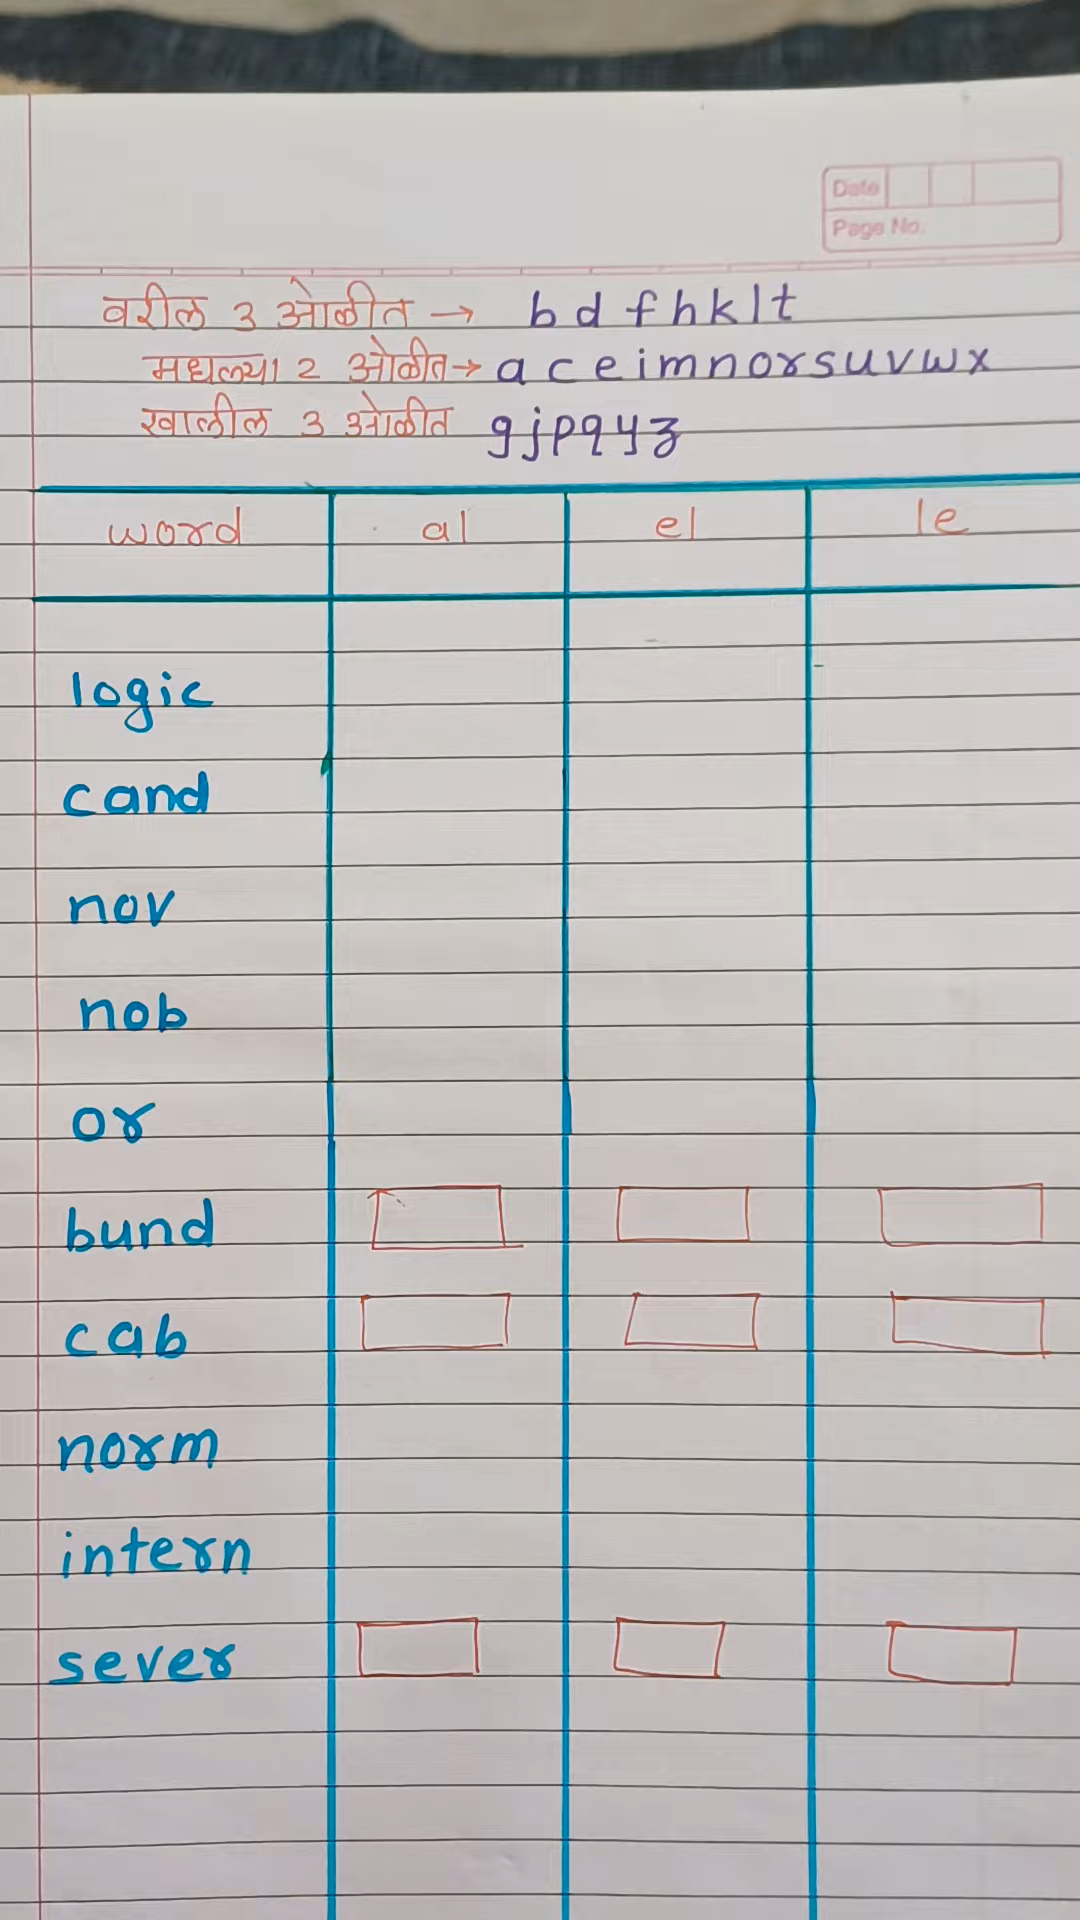 Date
Page No.
वरील 3 ओळीत → b d f h k l t
मधल्या 2 ओळीत → a c e i m n o r s u v w x
खालील 3 ओळीत g j p q y z
word al el le
logic
cand
nov
nob
or
bund
cab
norm
intern
sever